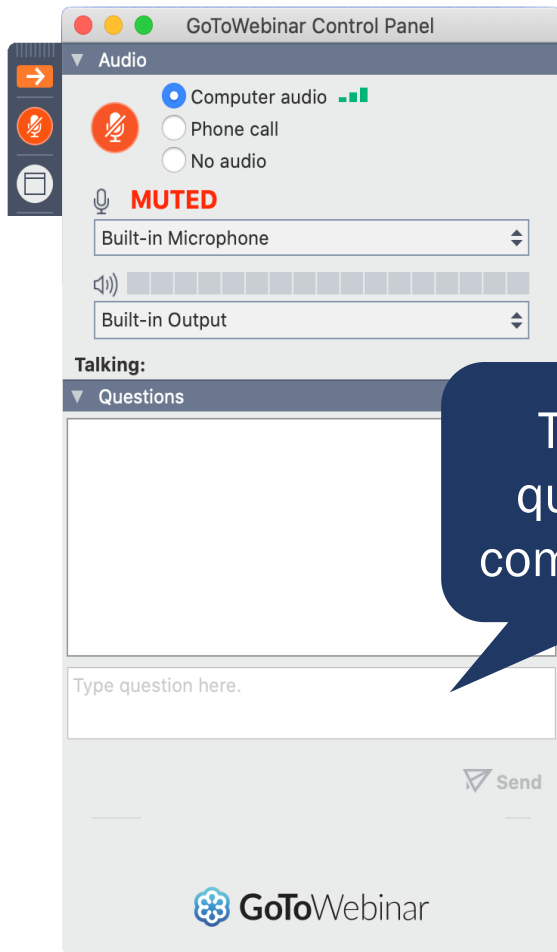 GoToWebinar Control Panel
Audio
Computer audio
Phone call
No audio
MUTED
Built-in Microphone
Built-in Output
Talking:
Questions
Type question here.
Send
GoToWebinar